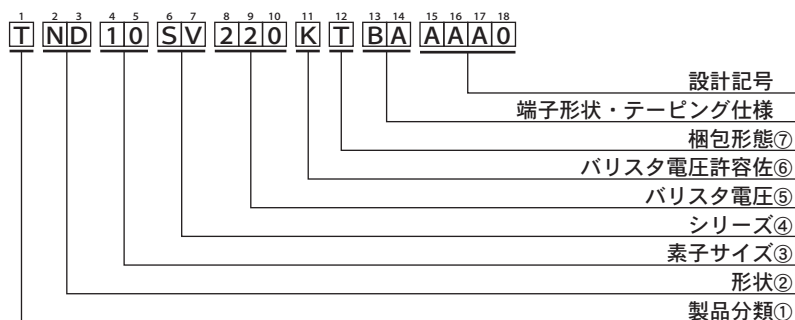 1 2 3 4 5 6 7 8 9 10 11 12 13 14 15 16 17 18
T ND 10 SV 220 K T BA AAA0
設計記号
端子形状・テーピング仕様
梱包形態⑦
バリスタ電圧許容佐⑥
バリスタ電圧⑤
シリーズ④
素子サイズ③
形状②
製品分類①